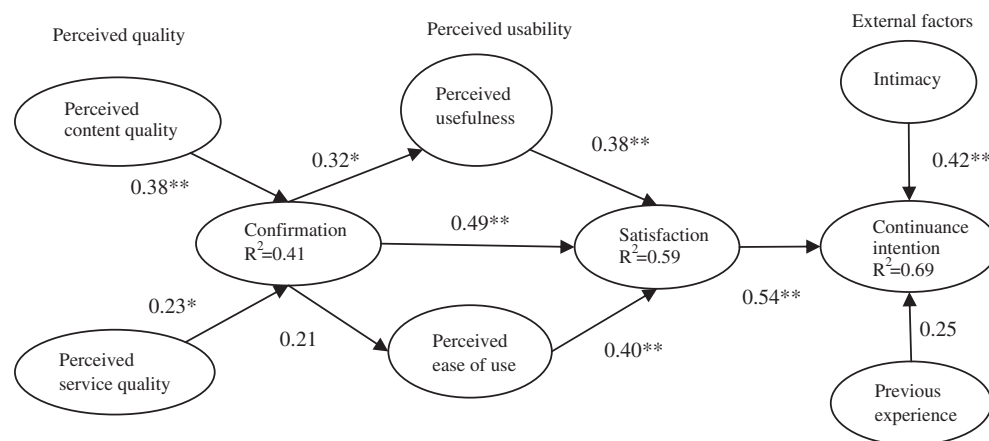 Perceived quality
Perceived usability
External factors
Perceived
content quality
Perceived
usefulness
Intimacy
0.38**
0.32*
0.38**
0.42**
Confirmation
R²=0.41
0.49**
Satisfaction
R²=0.59
Continuance
intention
R²=0.69
0.23*
0.21
0.40**
0.54**
0.25
Perceived
service quality
Perceived
ease of use
Previous
experience